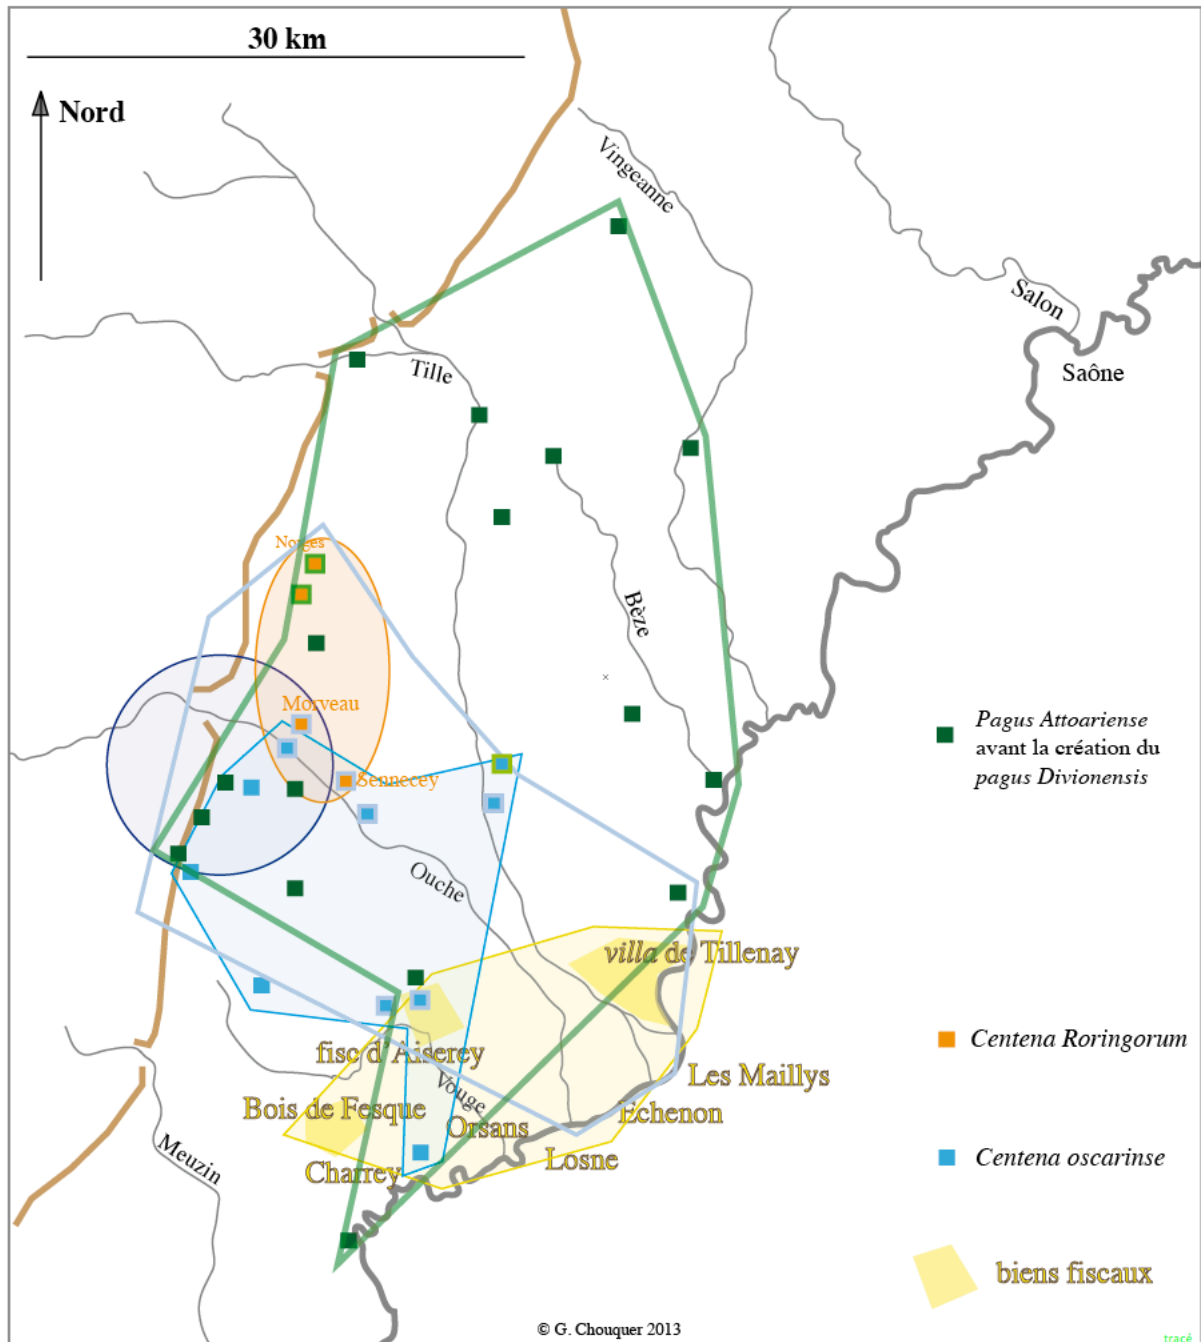 30 km
Nord
Vingeanne
Salon
Saône
Tille
Norges
Bèze
Morveau
Sennecey
Pagus Attoariense
avant la création du
pagus Divionensis
Ouche
villa de Tillenay
Centena Roringorum
fisc d'Aiserey
Les Maillys
Vouge
Bois de Fesque
Echenon
Orsans
Meuzin
Losne
Centena oscarinse
Charrey
biens fiscaux
© G. Chouquer 2013
tracé